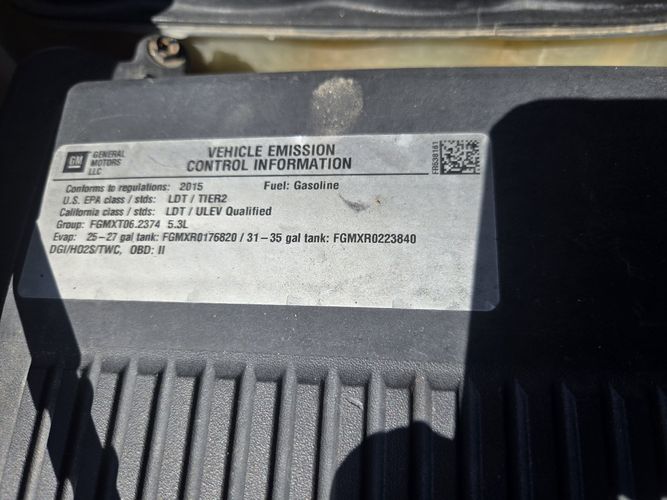 GM
GENERAL
MOTORS
LLC
VEHICLE EMISSION
CONTROL INFORMATION
FR638161
Conforms to regulations: 2015 Fuel: Gasoline
U.S. EPA class / stds: LDT / TIER2
California class / stds: LDT / ULEV Qualified
Group: FGMXT06.2374 5.3L
Evap: 25-27 gal tank: FGMXR0176820 / 31-35 gal tank: FGMXR0223840
DGI/HO2S/TWC, OBD: II